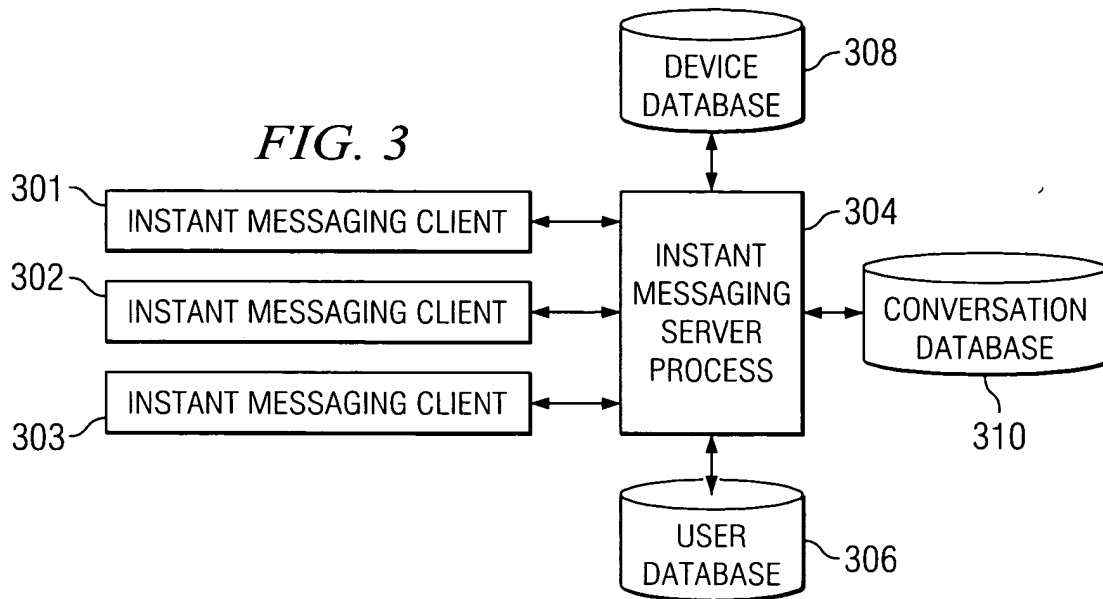 DEVICE
DATABASE
308
FIG. 3
301
INSTANT MESSAGING CLIENT
302
INSTANT MESSAGING CLIENT
303
INSTANT MESSAGING CLIENT
304
INSTANT
MESSAGING
SERVER
PROCESS
CONVERSATION
DATABASE
310
USER
DATABASE
306